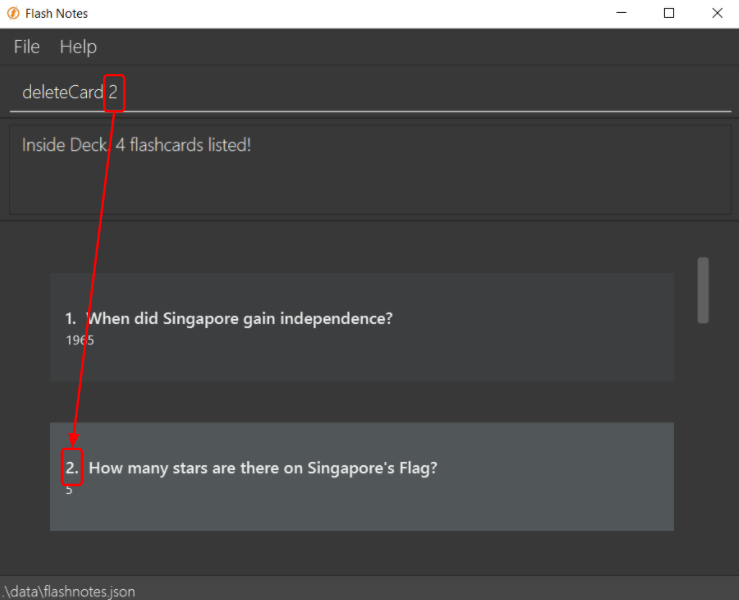 Flash Notes
File Help
deleteCard 2
Inside Deck, 4 flashcards listed!
1. When did Singapore gain independence?
1965
2. How many stars are there on Singapore's Flag?
5
.\data\flashnotes.json